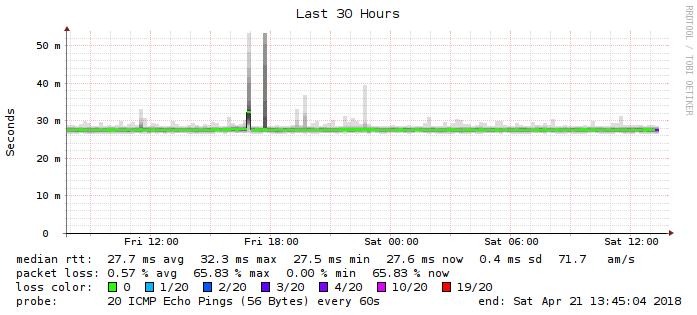 Last 30 Hours
RRDTOOL / TOBI OETIKER
Seconds
50 m
40 m
30 m
20 m
10 m
0
Fri 12:00 Fri 18:00 Sat 00:00 Sat 06:00 Sat 12:00
median rtt: 27.7 ms avg 32.3 ms max 27.5 ms min 27.6 ms now 0.4 ms sd 71.7 am/s
packet loss: 0.57 % avg 65.83 % max 0.00 % min 65.83 % now
loss color: 0 1/20 2/20 3/20 4/20 10/20 19/20
probe: 20 ICMP Echo Pings (56 Bytes) every 60s end: Sat Apr 21 13:45:04 2018